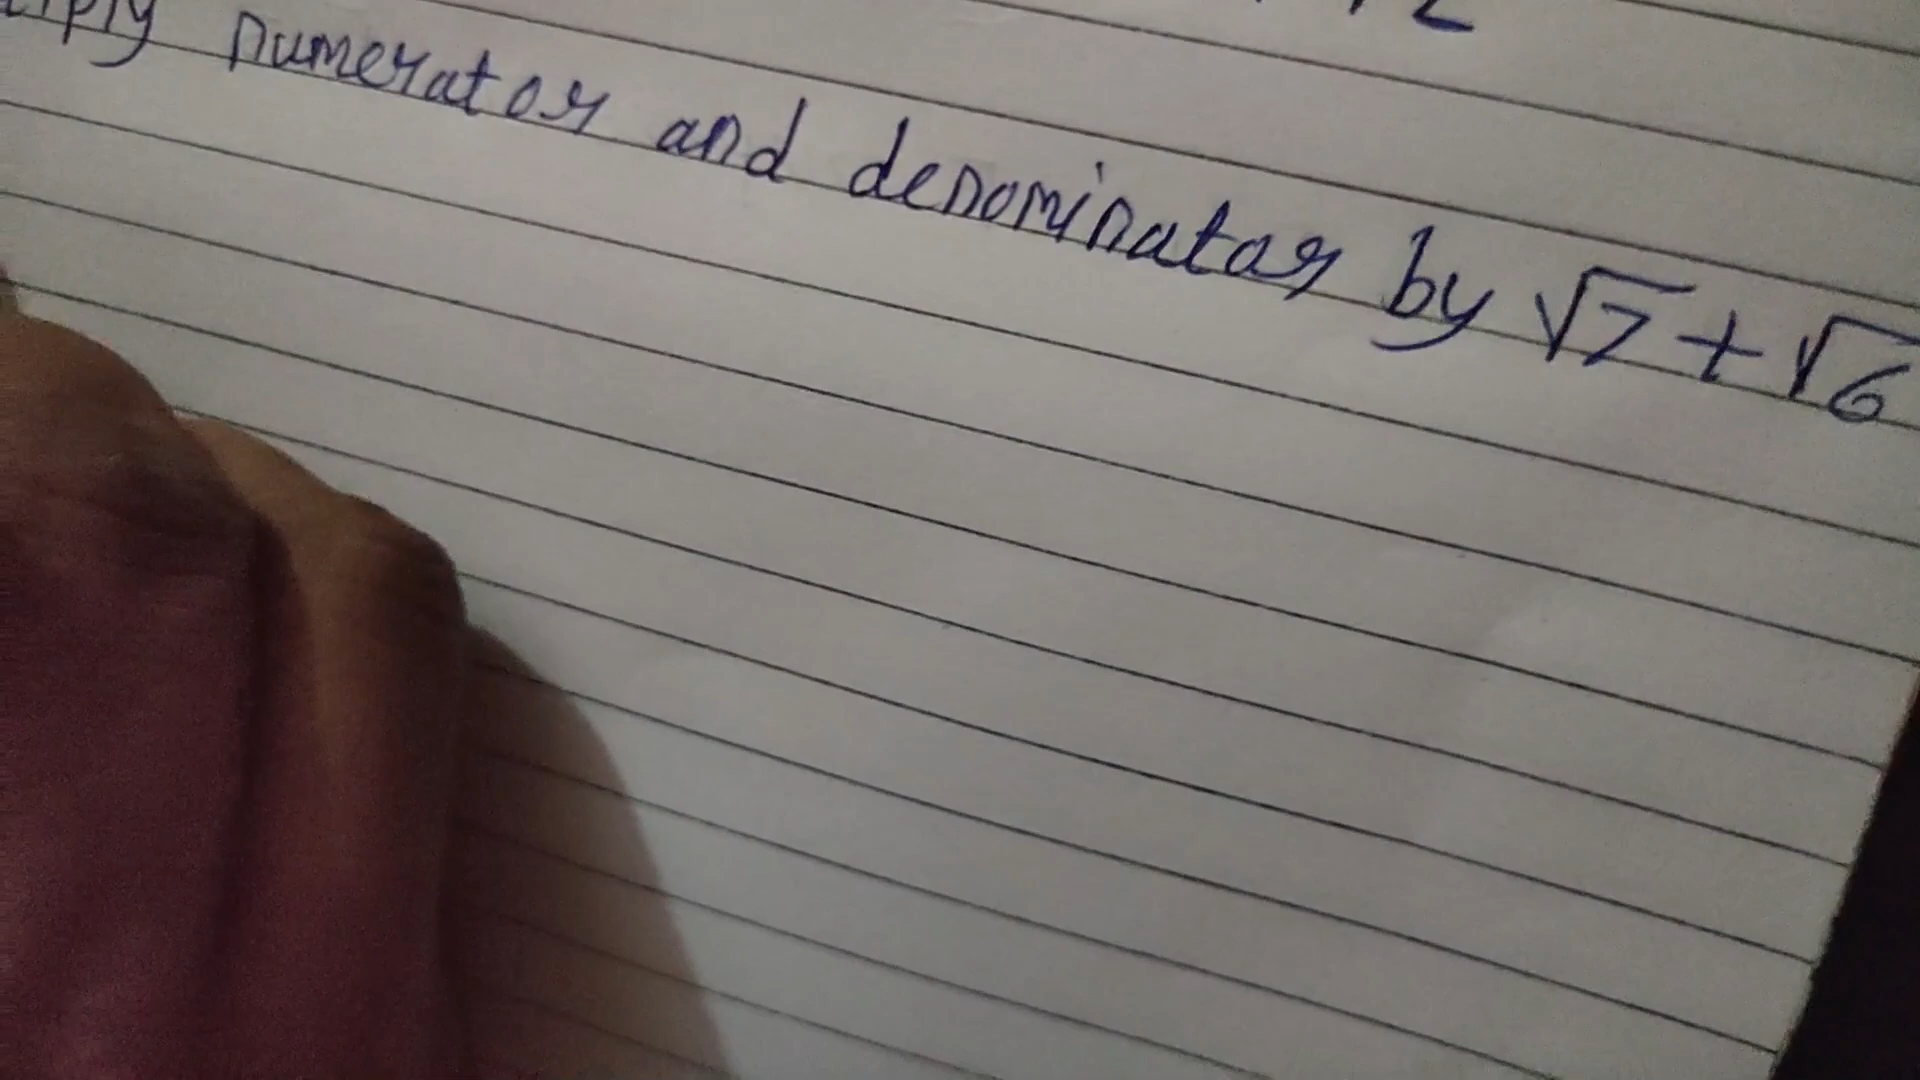 numerator and denominator by √7 + √6